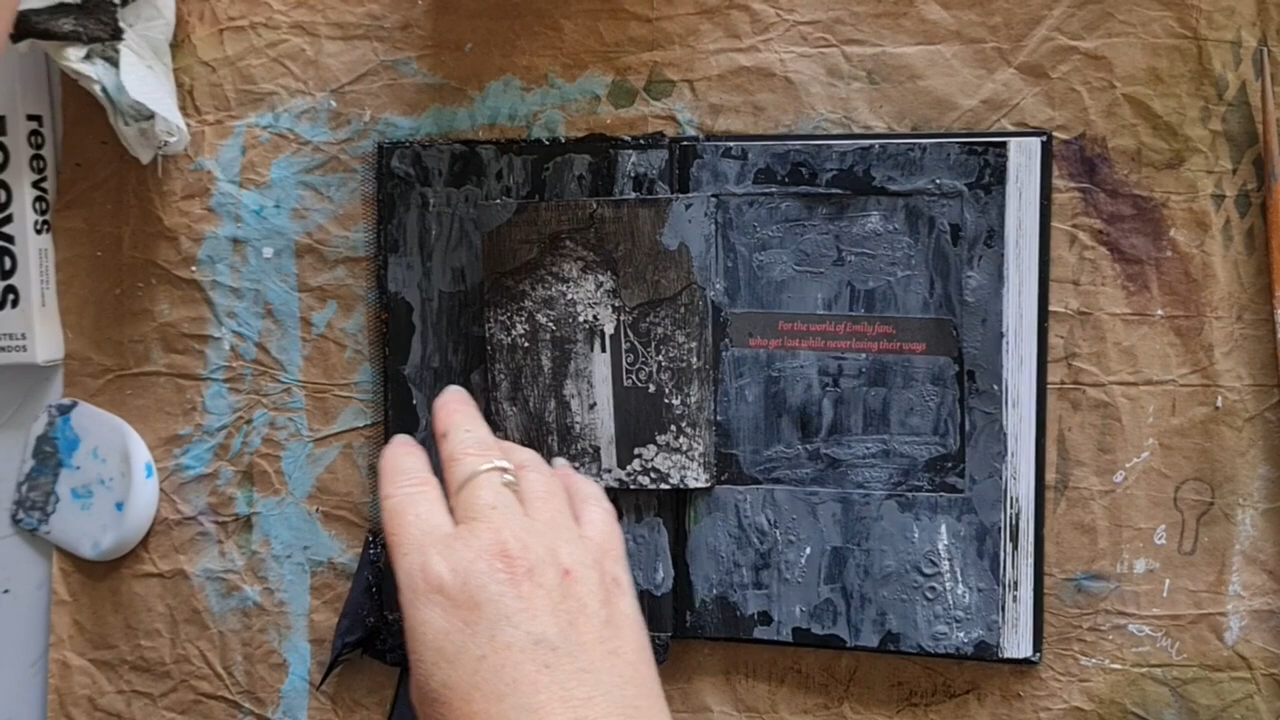 reeves
reeves
For the world of Emily fans,
who get lost while never losing their ways